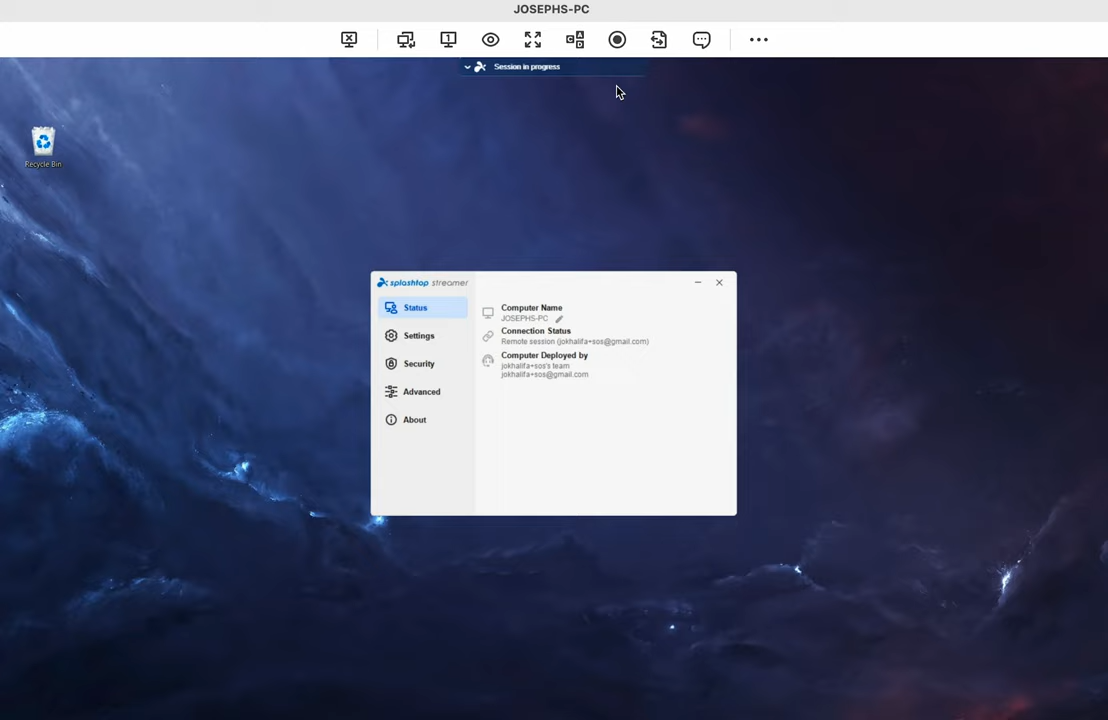 JOSEPHS-PC
1
Session in progress
Recycle Bin
splashtop streamer
Status
Settings
Security
Advanced
About
Computer Name
JOSEPHS-PC
Connection Status
Remote session (jokhalifa+sos@gmail.com)
Computer Deployed by
jokhalifa+sos's team
jokhalifa+sos@gmail.com